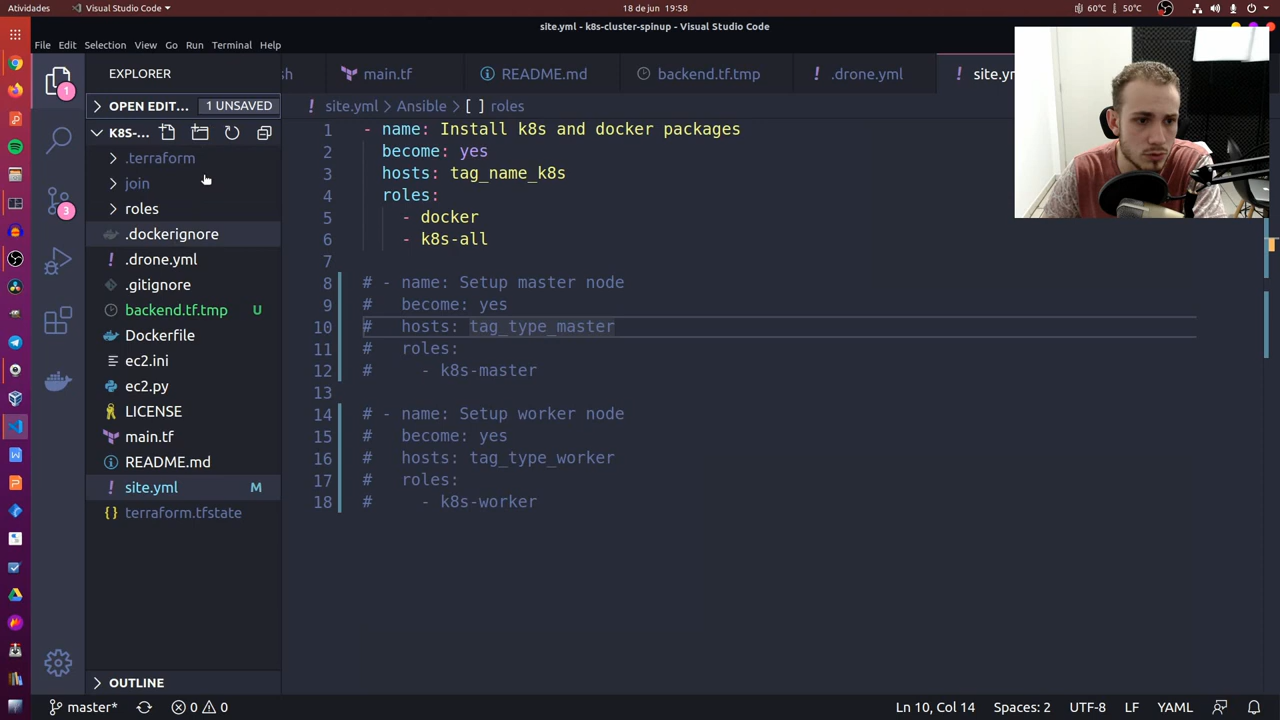 Atividades
Visual Studio Code
18 de jun 19:58
60°C
50°C
site.yml - k8s-cluster-spinup - Visual Studio Code
File Edit Selection View Go Run Terminal Help
EXPLORER
sh
main.tf
README.md
backend.tf.tmp
.drone.yml
site.ym
OPEN EDIT...
1 UNSAVED
site.yml > Ansible > [ ] roles
K8S-...
.terraform
join
roles
.dockerignore
.drone.yml
.gitignore
backend.tf.tmp U
Dockerfile
ec2.ini
ec2.py
LICENSE
main.tf
README.md
site.yml M
terraform.tfstate
OUTLINE
1
3
1 - name: Install k8s and docker packages
2 become: yes
3 hosts: tag_name_k8s
4 roles:
5 - docker
6 - k8s-all
7
8 # - name: Setup master node
9 # become: yes
10 # hosts: tag_type_master
11 # roles:
12 # - k8s-master
13
14 # - name: Setup worker node
15 # become: yes
16 # hosts: tag_type_worker
17 # roles:
18 # - k8s-worker
master* 0 0 Ln 10, Col 14 Spaces: 2 UTF-8 LF YAML